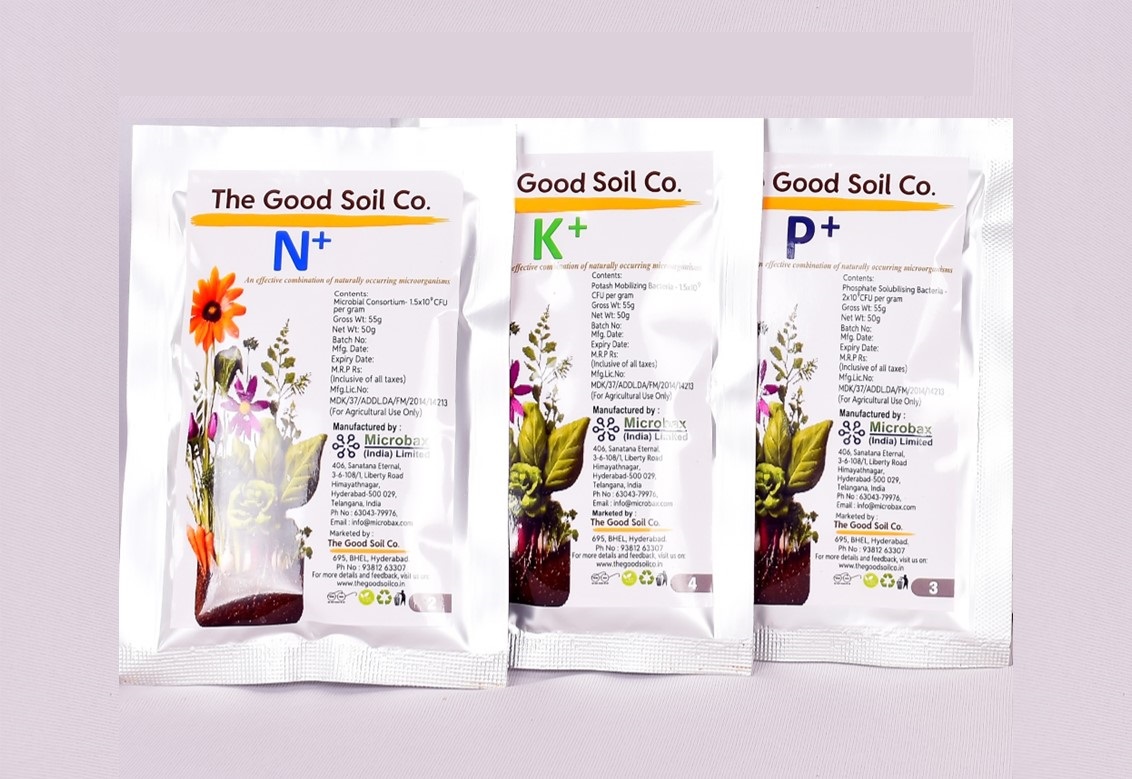 The Good Soil Co.
N+
An effective combination of naturally occurring microorganisms
Contents:
Microbial Consortium- 1.5x10⁹CFU
per gram
Gross Wt: 55g
Net Wt: 50g
Batch No:
Mfg. Date:
Expiry Date:
M.R.P Rs:
(Inclusive of all taxes)
Mfg.Lic.No:
MDK/37/ADDL.DA/FM/2014/14213
(For Agricultural Use Only)
Manufactured by :
Microbax
(India) Limited
406, Sanatana Eternal,
3-6-108/1, Liberty Road
Himayathnagar,
Hyderabad-500 029,
Telangana, India
Ph No : 63043-79976,
Email : info@microbax.com
Marketed by :
The Good Soil Co.
695, BHEL, Hyderabad.
Ph No : 93812 63307
For more details and feedback, visit us on:
www.thegoodsoilco.in
2
Good Soil Co.
K+
effective combination of naturally occurring microorganisms
Contents:
Potash Mobilizing Bacteria - 1.5x10⁹
CFU per gram
Gross Wt: 55g
Net Wt: 50g
Batch No:
Mfg. Date:
Expiry Date:
M.R.P Rs:
(Inclusive of all taxes)
Mfg.Lic.No:
MDK/37/ADDL.DA/FM/2014/14213
(For Agricultural Use Only)
Manufactured by :
Microbax
(India) Limited
406, Sanatana Eternal,
3-6-108/1, Liberty Road
Himayathnagar,
Hyderabad-500 029,
Telangana, India
Ph No : 63043-79976,
Email : info@microbax.com
Marketed by :
The Good Soil Co.
695, BHEL, Hyderabad.
Ph No : 93812 63307
For more details and feedback, visit us on:
www.thegoodsoilco.in
4
Good Soil Co.
P+
effective combination of naturally occurring microorganisms
Contents:
Phosphate Solubilising Bacteria -
2x10⁹CFU per gram
Gross Wt: 55g
Net Wt: 50g
Batch No:
Mfg. Date:
Expiry Date:
M.R.P Rs:
(Inclusive of all taxes)
Mfg.Lic.No:
MDK/37/ADDL.DA/FM/2014/14213
(For Agricultural Use Only)
Manufactured by :
Microbax
(India) Limited
406, Sanatana Eternal,
3-6-108/1, Liberty Road
Himayathnagar,
Hyderabad-500 029,
Telangana, India
Ph No : 63043-79976,
Email : info@microbax.com
Marketed by :
The Good Soil Co.
695, BHEL, Hyderabad.
Ph No : 93812 63307
For more details and feedback, visit us on:
www.thegoodsoilco.in
3